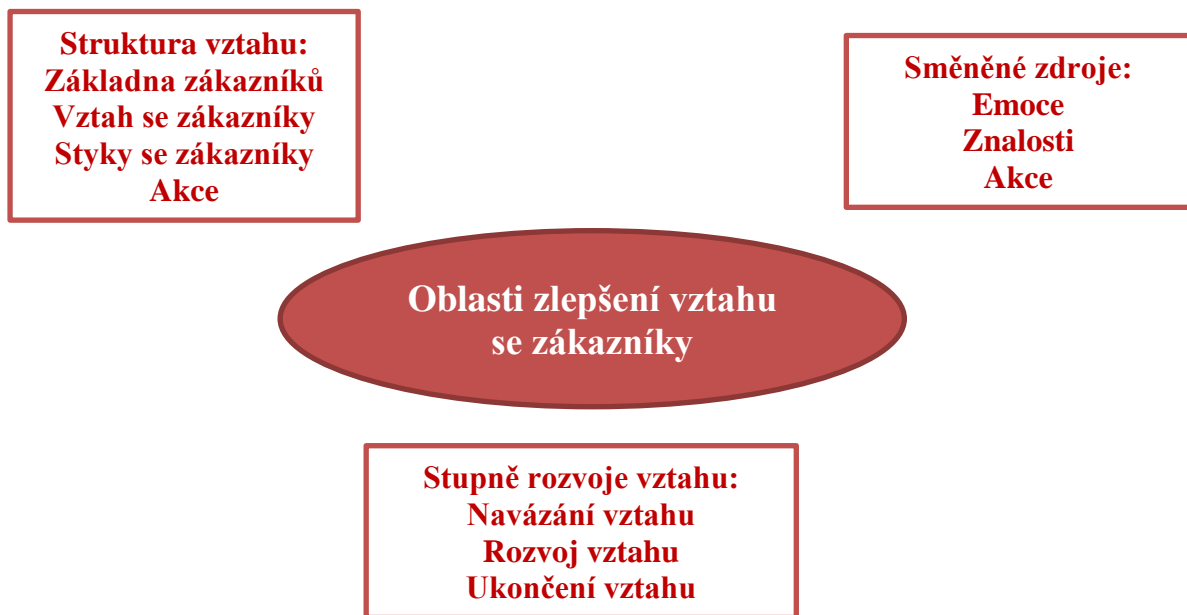 Struktura vztahu:
Základna zákazníků
Vztah se zákazníky
Styky se zákazníky
Akce
Směněné zdroje:
Emoce
Znalosti
Akce
Oblasti zlepšení vztahu
se zákazníky
Stupně rozvoje vztahu:
Navázání vztahu
Rozvoj vztahu
Ukončení vztahu